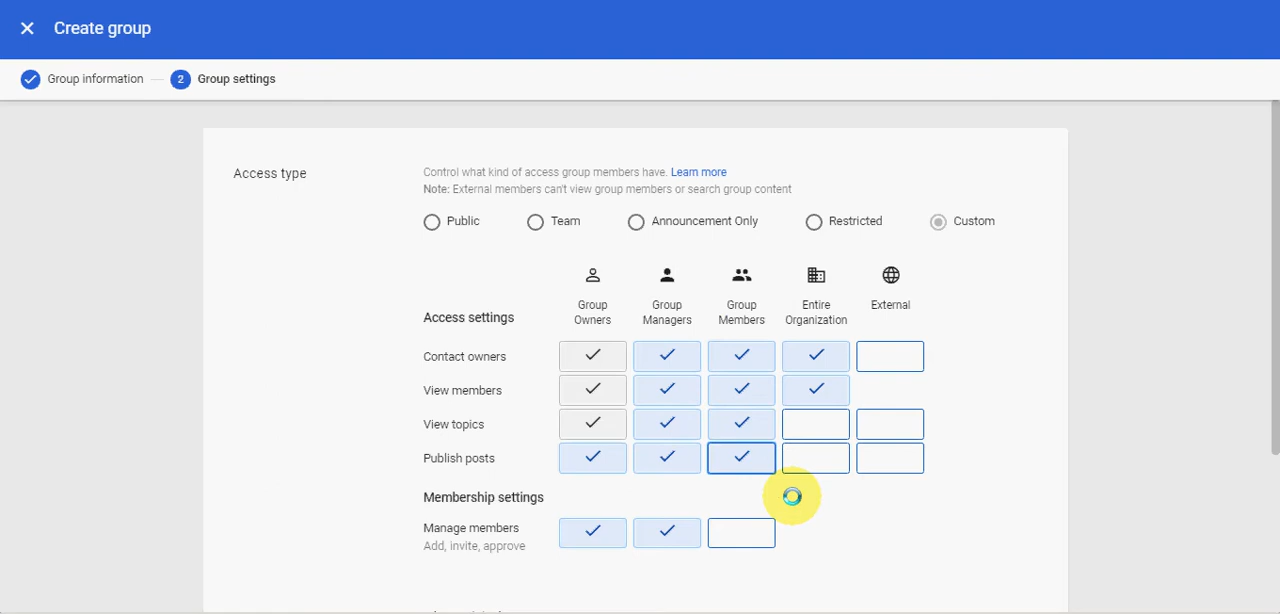 Create group
Group information
2
Group settings
Access type
Control what kind of access group members have. Learn more
Note: External members can't view group members or search group content
Public
Team
Announcement Only
Restricted
Custom
Access settings
Group
Owners
Group
Managers
Group
Members
Entire
Organization
External
Contact owners
View members
View topics
Publish posts
Membership settings
Manage members
Add, invite, approve